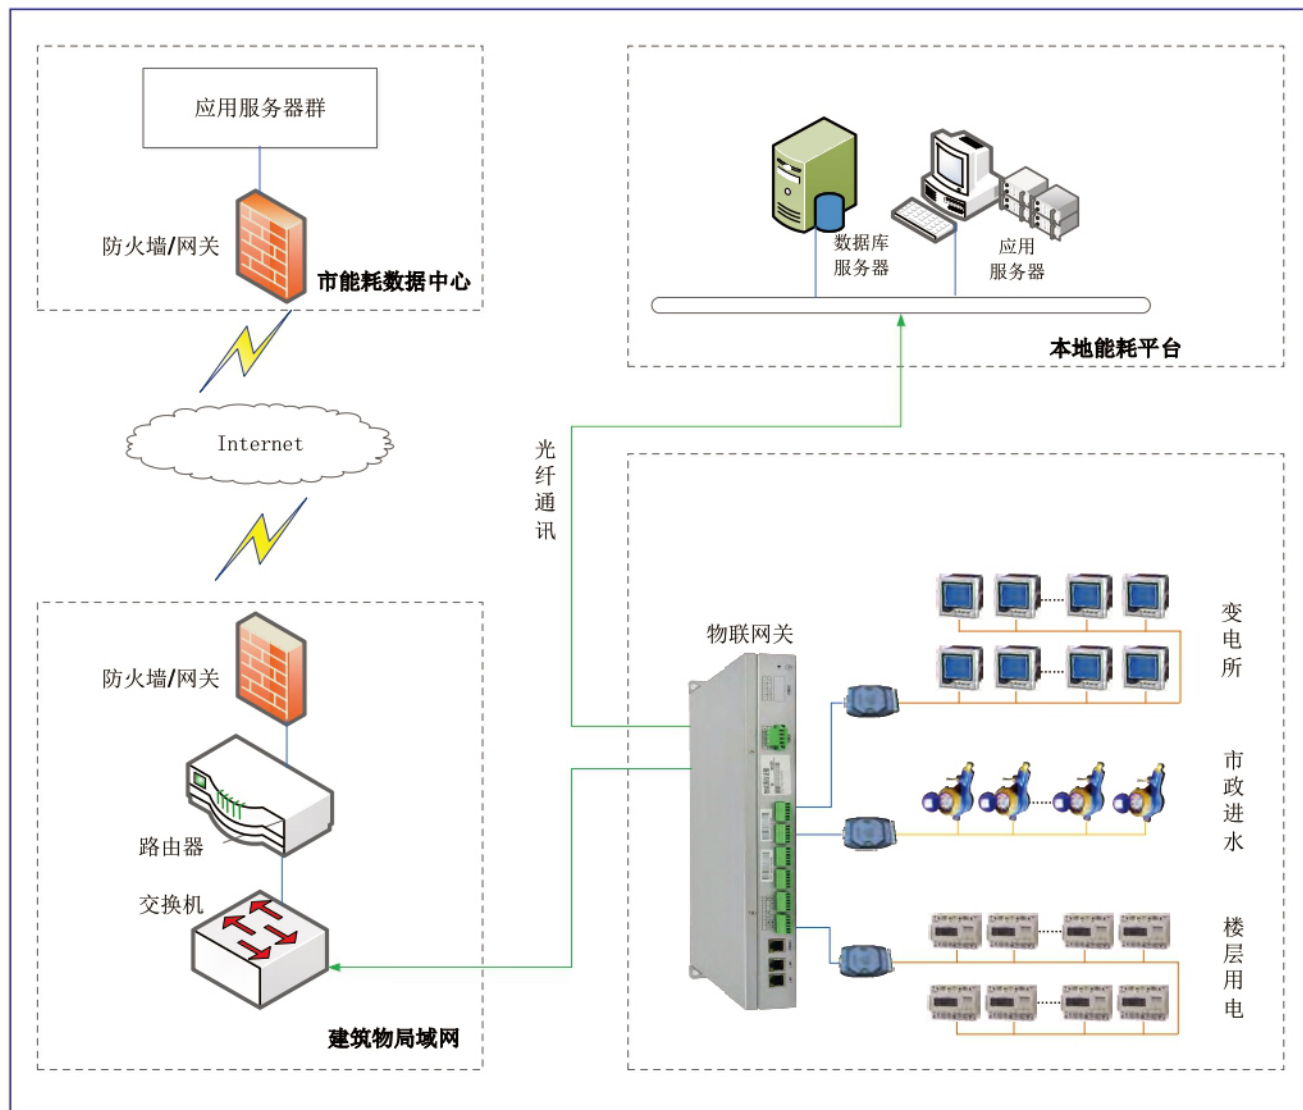 应用服务器群
防火墙/网关
市能耗数据中心
Internet
防火墙/网关
路由器
交换机
建筑物局域网
数据库
服务器
应用
服务器
本地能耗平台
光纤通讯
物联网关
变电所
市政进水
楼层用电